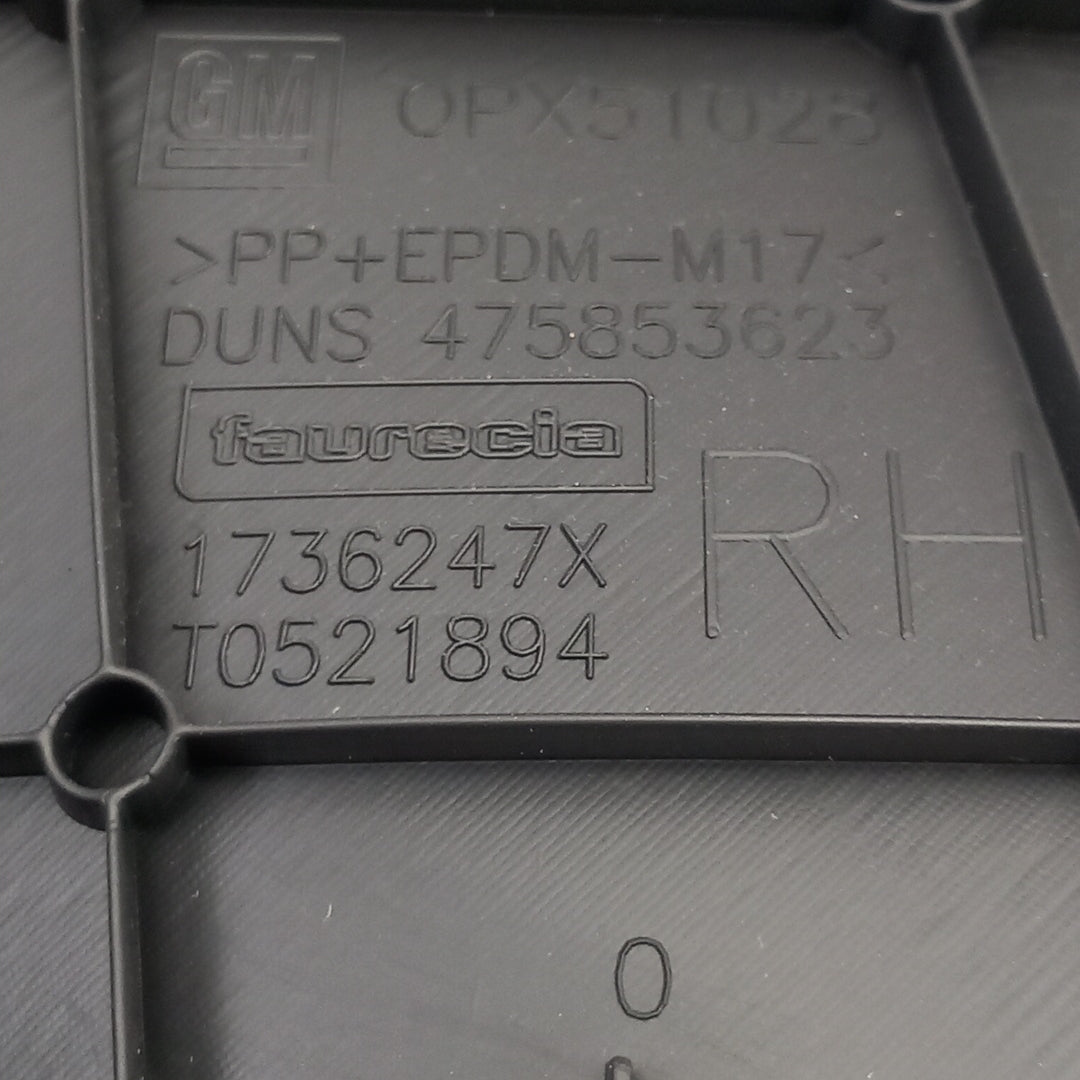 GM OPX51028
>PP+EPDM-M17<
DUNS 475853623
faurecia
1736247X
RH
T0521894
0